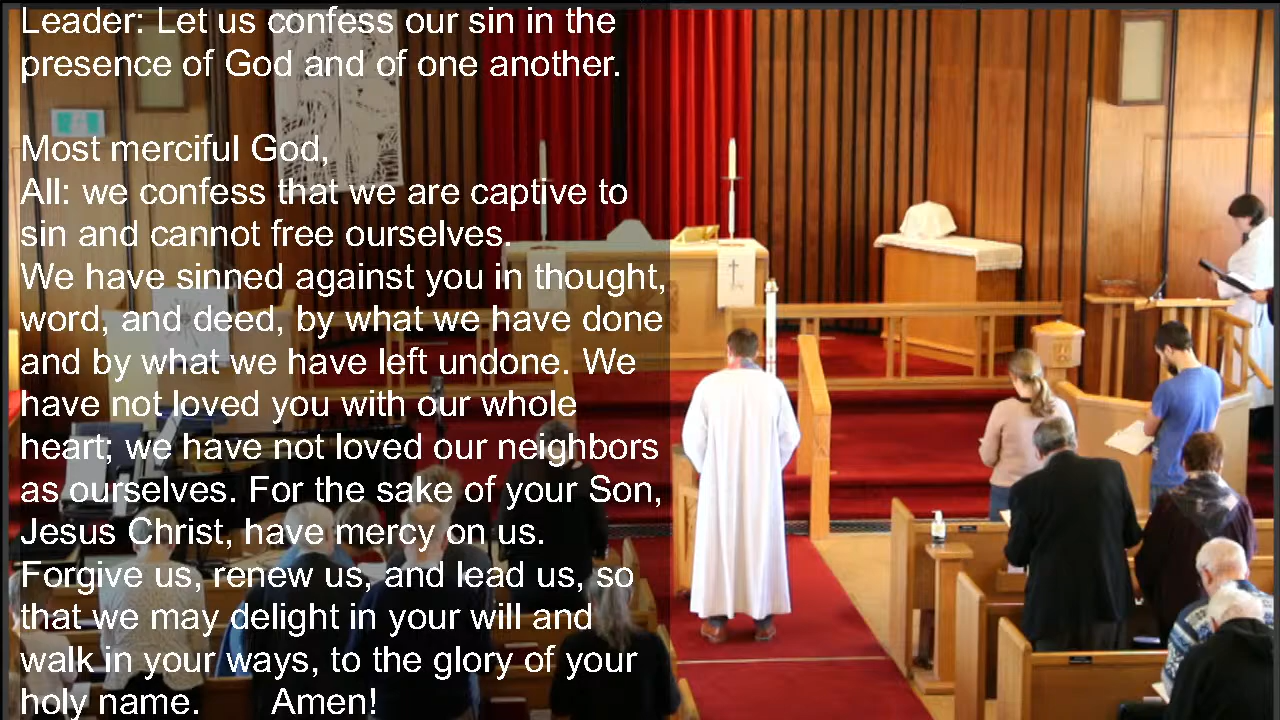 Leader: Let us confess our sin in the
presence of God and of one another.
Most merciful God,
All: we confess that we are captive to
sin and cannot free ourselves.
We have sinned against you in thought,
word, and deed, by what we have done
and by what we have left undone. We
have not loved you with our whole
heart; we have not loved our neighbors
as ourselves. For the sake of your Son,
Jesus Christ, have mercy on us.
Forgive us, renew us, and lead us, so
that we may delight in your will and
walk in your ways, to the glory of your
holy name. Amen!